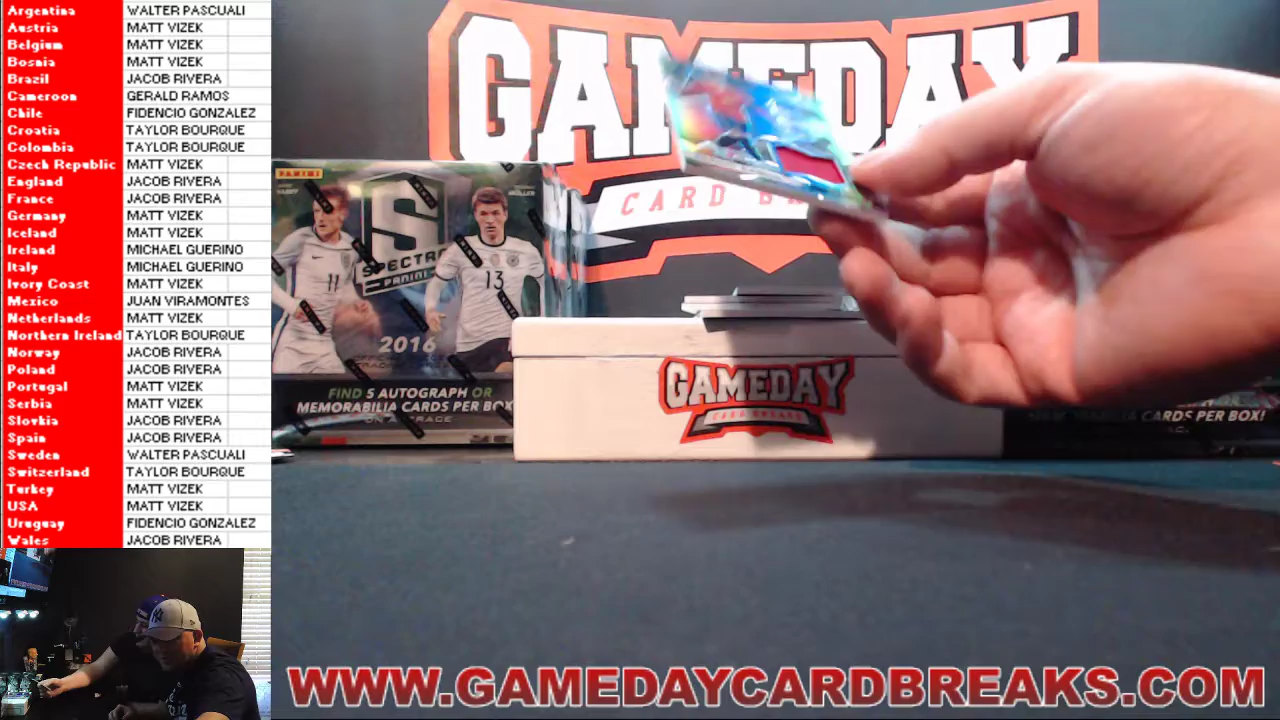 Argentina WALTER PASCUALI
Austria MATT VIZEK
Belgium MATT VIZEK
Bosnia MATT VIZEK
Brazil JACOB RIVERA
Cameroon GERALD RAMOS
Chile FIDENCIO GONZALEZ
Croatia TAYLOR BOURQUE
Colombia TAYLOR BOURQUE
Czech Republic MATT VIZEK
England JACOB RIVERA
France JACOB RIVERA
Germany MATT VIZEK
Iceland MATT VIZEK
Ireland MICHAEL GUERINO
Italy MICHAEL GUERINO
Ivory Coast MATT VIZEK
Mexico JUAN VIRAMONTES
Netherlands MATT VIZEK
Northern Ireland TAYLOR BOURQUE
Norway JACOB RIVERA
Poland JACOB RIVERA
Portugal MATT VIZEK
Serbia MATT VIZEK
Slovkia JACOB RIVERA
Spain JACOB RIVERA
Sweden WALTER PASCUALI
Switzerland TAYLOR BOURQUE
Turkey MATT VIZEK
USA MATT VIZEK
Uruguay FIDENCIO GONZALEZ
Wales JACOB RIVERA
GAMEDAY
CARD
PANINI
S
SPECTRA
PANINI
11
13
2016
FIND 5 AUTOGRAPH OR
MEMORABILIA CARDS PER BOX
GAMEDAY
CARD BREAKS
MEMORABILIA CARDS PER BOX!
WWW.GAMEDAYCARDBREAKS.COM